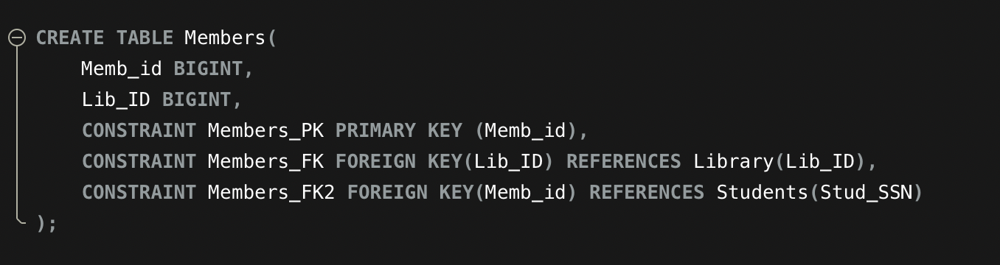 CREATE TABLE Members(
Memb_id BIGINT,
Lib_ID BIGINT,
CONSTRAINT Members_PK PRIMARY KEY (Memb_id),
CONSTRAINT Members_FK FOREIGN KEY(Lib_ID) REFERENCES Library(Lib_ID),
CONSTRAINT Members_FK2 FOREIGN KEY(Memb_id) REFERENCES Students(Stud_SSN)
);